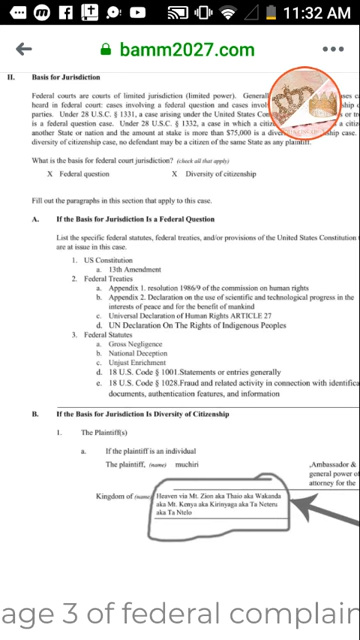 11:32 AM
bamm2027.com
II. Basis for Jurisdiction
Federal courts are courts of limited jurisdiction (limited power). Generally
heard in federal court: cases involving a federal question and cases
parties. Under 28 U.S.C. § 1331, a case arising under the United States
is a federal question case. Under 28 U.S.C. § 1332, a case in which a
another State or nation and the amount at stake is more than $75,000 is a case.
diversity of citizenship case, no defendant may be a citizen of the same State as any plaintiff.
What is the basis for federal court jurisdiction? (check all that apply)
X Federal question X Diversity of citizenship
Fill out the paragraphs in this section that apply to this case.
A. If the Basis for Jurisdiction Is a Federal Question
List the specific federal statutes, federal treaties, and/or provisions of the United States Constitution
are at issue in this case.
1. US Constitution
a. 13th Amendment
2. Federal Treaties
a. Appendix 1. resolution 1986/9 of the commission on human rights
b. Appendix 2. Declaration on the use of scientific and technological progress in the
interests of peace and for the benefit of mankind
c. Universal Declaration of Human Rights ARTICLE 27
d. UN Declaration On The Rights of Indigenous Peoples
3. Federal Statutes
a. Gross Negligence
b. National Deception
c. Unjust Enrichment
d. 18 U.S. Code § 1001.Statements or entries generally
e. 18 U.S. Code § 1028.Fraud and related activity in connection with identifica
documents, authentication features, and information
B. If the Basis for Jurisdiction Is Diversity of Citizenship
1. The Plaintiff(s)
a. If the plaintiff is an individual
The plaintiff, (name) muchiri ,Ambassador &
general power of
attorney for the
Kingdom of (name) Heaven via Mt. Zion aka Thaio aka Wakanda
aka Mt. Kenya aka Kirinyaga aka Ta Neteru
aka Ta Ntelo
age 3 of federal complain